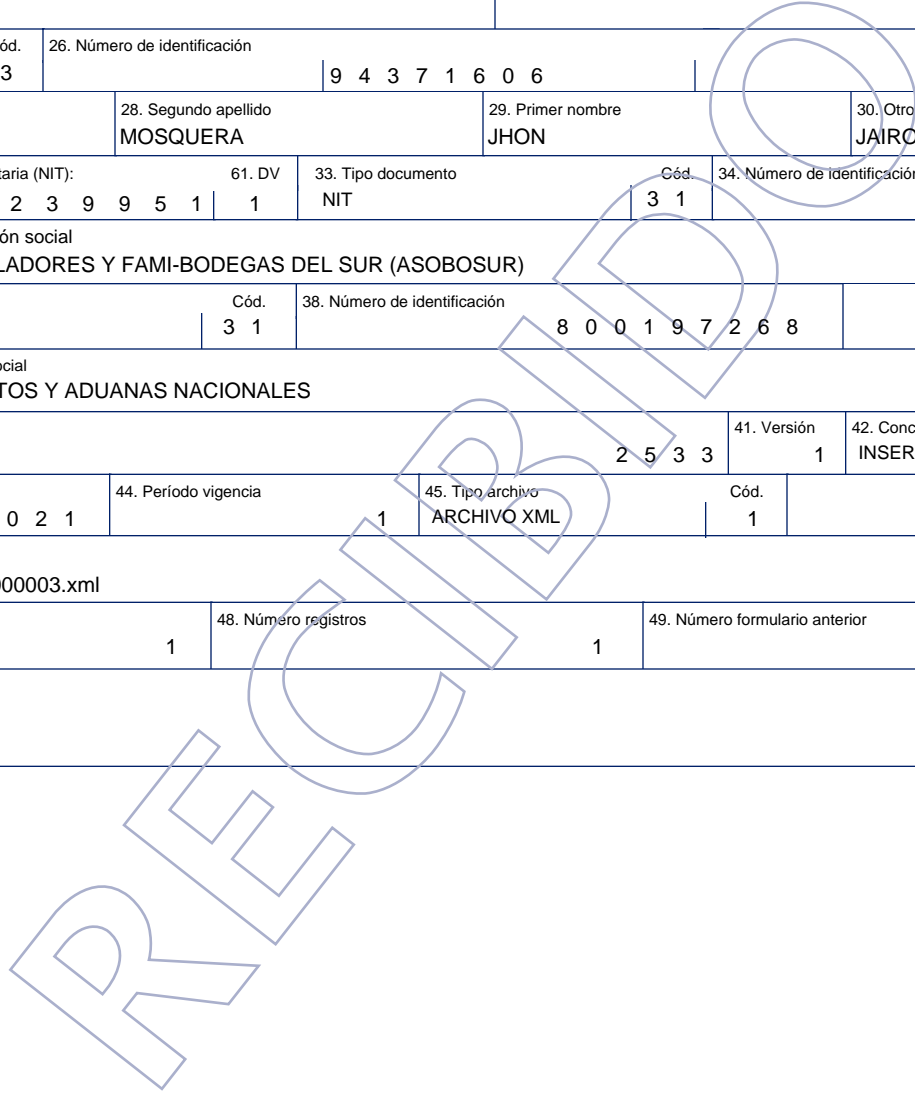 ód. 26. Número de identificación
3 9 4 3 7 1 6 0 6
28. Segundo apellido 29. Primer nombre 30. Otro
MOSQUERA JHON JAIRO
taria (NIT): 61. DV 33. Tipo documento Cód. 34. Número de identificación
2 3 9 9 5 1 1 NIT 3 1
ón social
LADORES Y FAMI-BODEGAS DEL SUR (ASOBOSUR)
Cód. 38. Número de identificación
3 1 8 0 0 1 9 7 2 6 8
ocial
TOS Y ADUANAS NACIONALES
41. Versión 42. Conc
2 5 3 3 1 INSER
44. Período vigencia 45. Tipo archivo Cód.
0 2 1 1 ARCHIVO XML 1
000003.xml
48. Número registros 49. Número formulario anterior
1 1
RECIBIDO